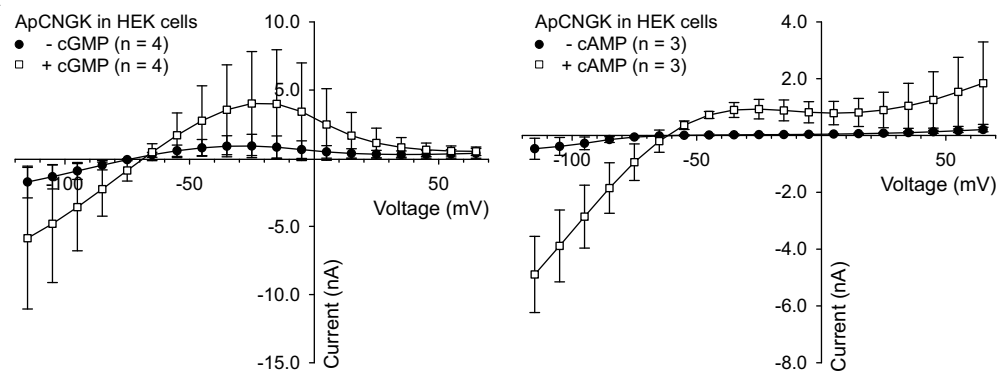 ApCNGK in HEK cells
- cGMP (n = 4)
+ cGMP (n = 4)
10.0
5.0
-100
-50
50
Voltage (mV)
-5.0
-10.0
-15.0
Current (nA)
ApCNGK in HEK cells
- cAMP (n = 3)
+ cAMP (n = 3)
4.0
2.0
-100
-50
50
Voltage (mV)
-2.0
-4.0
-6.0
-8.0
Current (nA)